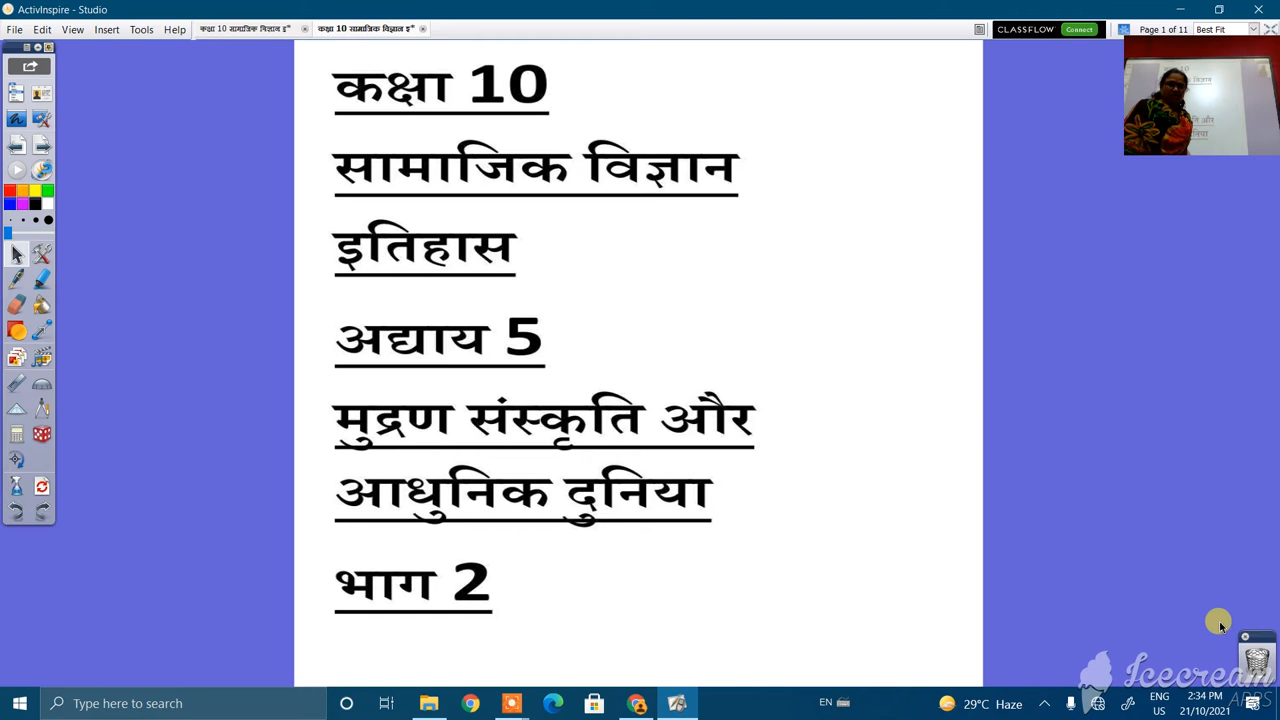 ActivInspire - Studio
File Edit View Insert Tools Help
कक्षा 10 सामाजिक विज्ञान इ*
कक्षा 10 सामाजिक विज्ञान इ*
CLASSFLOW Connect
Page 1 of 11
Best Fit
कक्षा 10
सामाजिक विज्ञान
इतिहास
अद्याय 5
मुद्रण संस्कृति और
आधुनिक दुनिया
भाग 2
Icecream
APPS
Type here to search
EN
29°C Haze
ENG
US
2:34 PM
21/10/2021